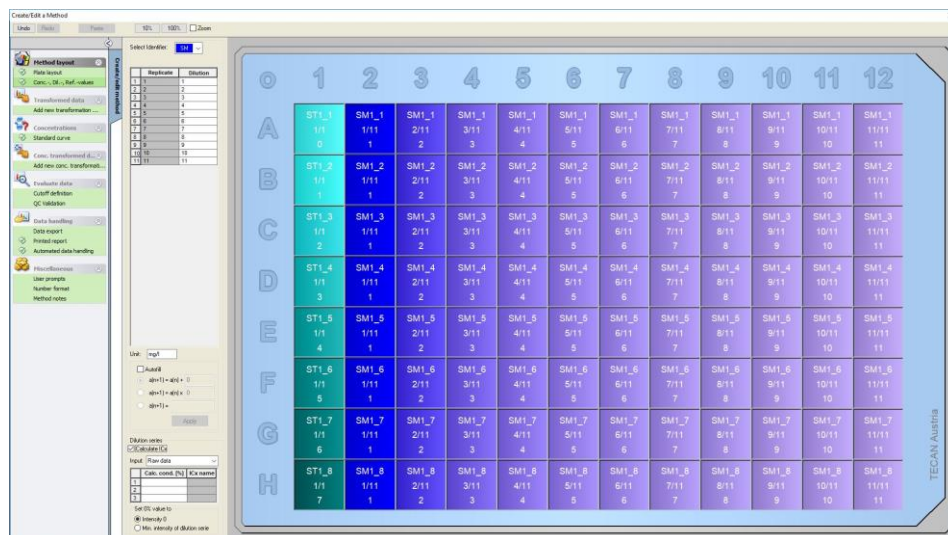 Create/Edit a Method
Undo Redo Paste 10% 100% Zoom
Select Identifier: SM
Create/edit method
Method layout
Plate layout
Conc.-, Dil.-, Ref.-values
Transformed data
Add new transformation ...
Concentrations
Standard curve
Conc. transformed d...
Add new conc. transformati...
Evaluate data
Cutoff definition
QC Validation
Data handling
Data export
Printed report
Automated data handling
Miscellaneous
User prompts
Number format
Method notes
Replicate Dilution
1 1 1
2 2 2
3 3 3
4 4 4
5 5 5
6 6 6
7 7 7
8 8 8
9 9 9
10 10 10
11 11 11
Unit: mg/l
Autofill
a(n+1) = a(n) + 0
a(n+1) = a(n) x 0
a(n+1) =
Apply
Dilution series
Calculate ICx
Input: Raw data
Calc. cond. [%] ICx name
1
2
3
Set 0% value to
Intensity 0
Min. intensity of dilution serie
1 2 3 4 5 6 7 8 9 10 11 12
A
ST1_1 SM1_1 SM1_1 SM1_1 SM1_1 SM1_1 SM1_1 SM1_1 SM1_1 SM1_1 SM1_1 SM1_1
1/1 1/11 2/11 3/11 4/11 5/11 6/11 7/11 8/11 9/11 10/11 11/11
0 1 2 3 4 5 6 7 8 9 10 11
B
ST1_2 SM1_2 SM1_2 SM1_2 SM1_2 SM1_2 SM1_2 SM1_2 SM1_2 SM1_2 SM1_2 SM1_2
1/1 1/11 2/11 3/11 4/11 5/11 6/11 7/11 8/11 9/11 10/11 11/11
1 1 2 3 4 5 6 7 8 9 10 11
C
ST1_3 SM1_3 SM1_3 SM1_3 SM1_3 SM1_3 SM1_3 SM1_3 SM1_3 SM1_3 SM1_3 SM1_3
1/1 1/11 2/11 3/11 4/11 5/11 6/11 7/11 8/11 9/11 10/11 11/11
2 1 2 3 4 5 6 7 8 9 10 11
D
ST1_4 SM1_4 SM1_4 SM1_4 SM1_4 SM1_4 SM1_4 SM1_4 SM1_4 SM1_4 SM1_4 SM1_4
1/1 1/11 2/11 3/11 4/11 5/11 6/11 7/11 8/11 9/11 10/11 11/11
3 1 2 3 4 5 6 7 8 9 10 11
E
ST1_5 SM1_5 SM1_5 SM1_5 SM1_5 SM1_5 SM1_5 SM1_5 SM1_5 SM1_5 SM1_5 SM1_5
1/1 1/11 2/11 3/11 4/11 5/11 6/11 7/11 8/11 9/11 10/11 11/11
4 1 2 3 4 5 6 7 8 9 10 11
F
ST1_6 SM1_6 SM1_6 SM1_6 SM1_6 SM1_6 SM1_6 SM1_6 SM1_6 SM1_6 SM1_6 SM1_6
1/1 1/11 2/11 3/11 4/11 5/11 6/11 7/11 8/11 9/11 10/11 11/11
5 1 2 3 4 5 6 7 8 9 10 11
G
ST1_7 SM1_7 SM1_7 SM1_7 SM1_7 SM1_7 SM1_7 SM1_7 SM1_7 SM1_7 SM1_7 SM1_7
1/1 1/11 2/11 3/11 4/11 5/11 6/11 7/11 8/11 9/11 10/11 11/11
6 1 2 3 4 5 6 7 8 9 10 11
H
ST1_8 SM1_8 SM1_8 SM1_8 SM1_8 SM1_8 SM1_8 SM1_8 SM1_8 SM1_8 SM1_8 SM1_8
1/1 1/11 2/11 3/11 4/11 5/11 6/11 7/11 8/11 9/11 10/11 11/11
7 1 2 3 4 5 6 7 8 9 10 11
TECAN Austria